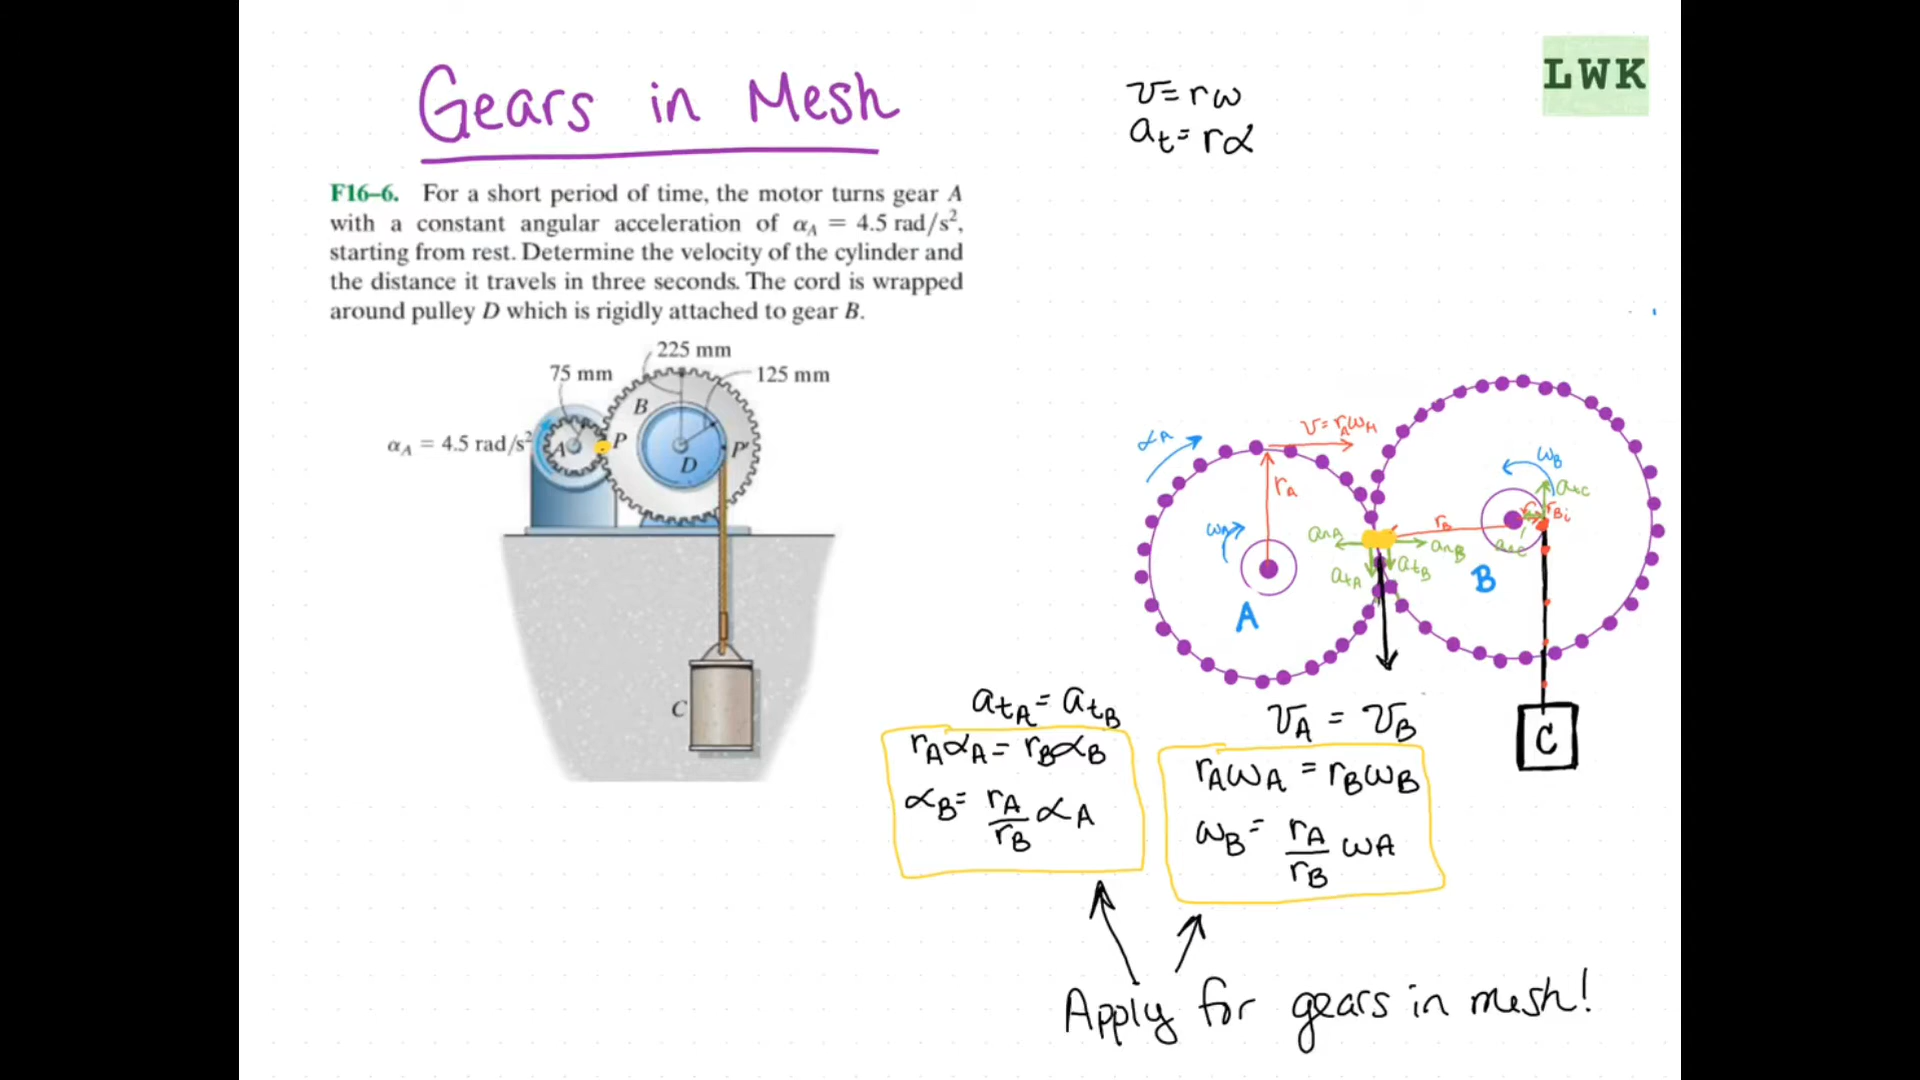 Gears in Mesh
LWK
v=rω
at=rα
F16–6. For a short period of time, the motor turns gear A
with a constant angular acceleration of αA = 4.5 rad/s²,
starting from rest. Determine the velocity of the cylinder and
the distance it travels in three seconds. The cord is wrapped
around pulley D which is rigidly attached to gear B.
225 mm
75 mm
125 mm
B
αA = 4.5 rad/s²
A
P
P'
D
C
αA
v=rAωA
rA
ωA
ωB
atC
rBi
rB
anA
anB
atA
atB
A
B
C
atA = atB
rAαA = rBαB
αB = rA/rB αA
vA = vB
rAωA = rBωB
ωB = rA/rB ωA
Apply for gears in mesh!